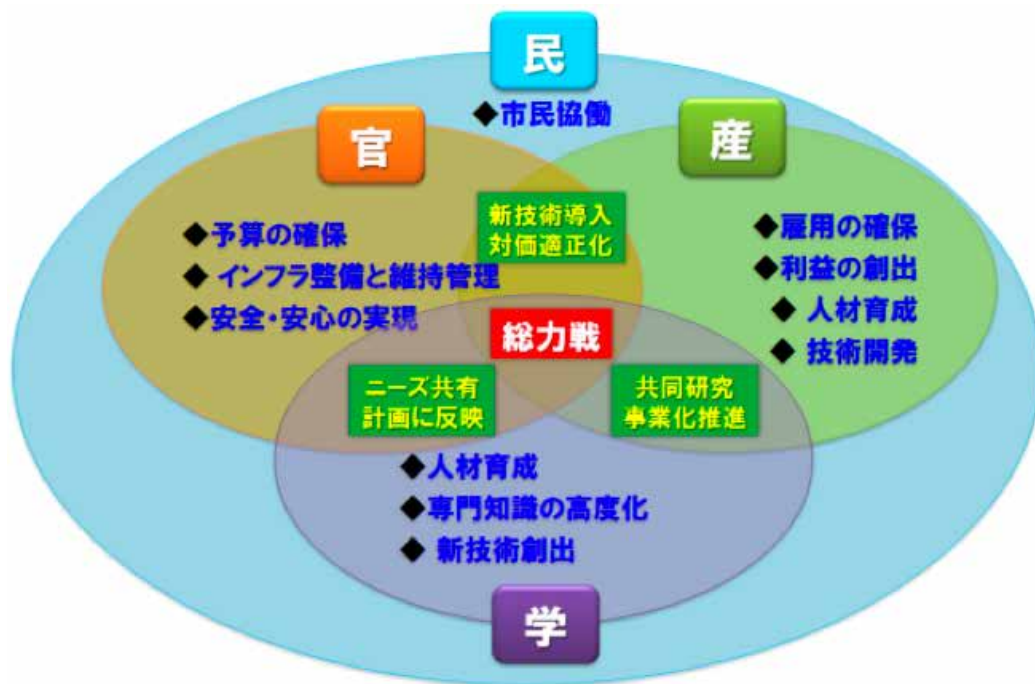 民
◆市民協働
官
産
新技術導入
対価適正化
◆予算の確保
◆インフラ整備と維持管理
◆安全・安心の実現
◆雇用の確保
◆利益の創出
◆ 人材育成
◆ 技術開発
総力戦
ニーズ共有
計画に反映
共同研究
事業化推進
◆人材育成
◆専門知識の高度化
◆ 新技術創出
学